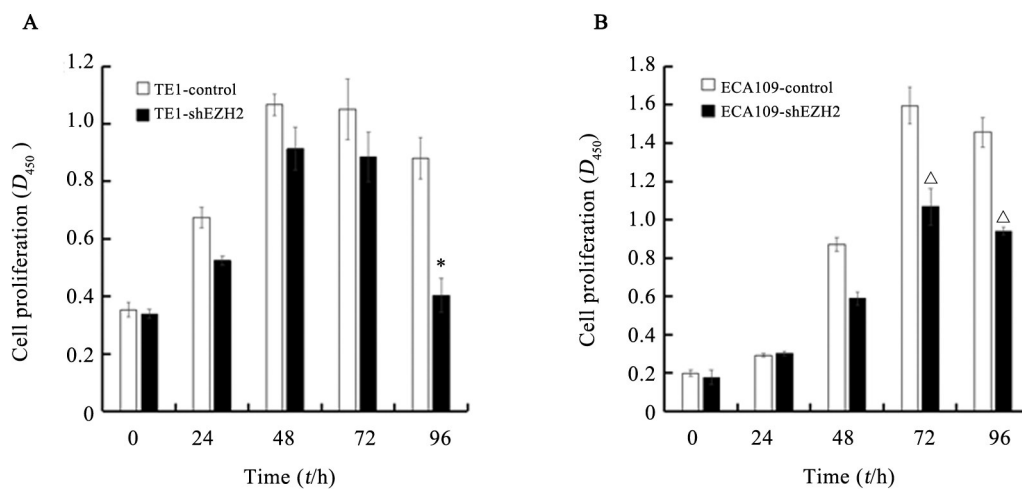 A
Cell proliferation (D450)
1.2
1.0
0.8
0.6
0.4
0.2
0
TE1-control
TE1-shEZH2
*
0 24 48 72 96
Time (t/h)
B
Cell proliferation (D450)
1.8
1.6
1.4
1.2
1.0
0.8
0.6
0.4
0.2
0
ECA109-control
ECA109-shEZH2
△
△
0 24 48 72 96
Time (t/h)